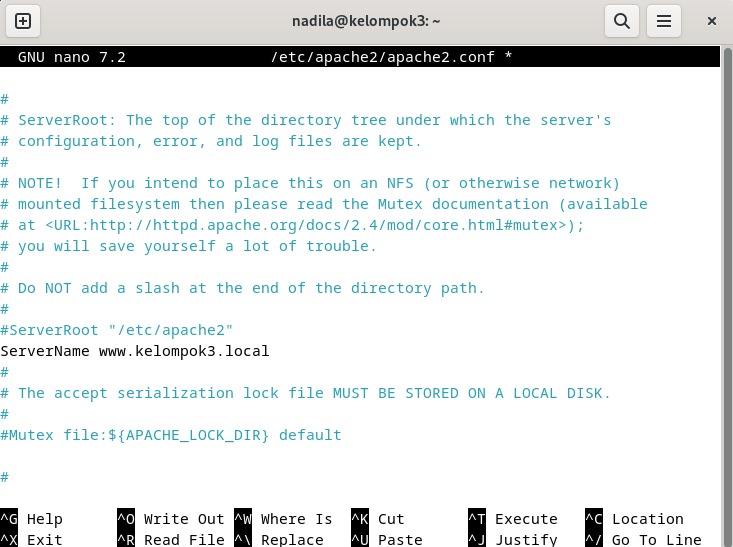 nadila@kelompok3: ~
GNU nano 7.2 /etc/apache2/apache2.conf *
#
# ServerRoot: The top of the directory tree under which the server's
# configuration, error, and log files are kept.
#
# NOTE!  If you intend to place this on an NFS (or otherwise network)
# mounted filesystem then please read the Mutex documentation (available
# at <URL:http://httpd.apache.org/docs/2.4/mod/core.html#mutex>);
# you will save yourself a lot of trouble.
#
# Do NOT add a slash at the end of the directory path.
#
#ServerRoot "/etc/apache2"
ServerName www.kelompok3.local
#
# The accept serialization lock file MUST BE STORED ON A LOCAL DISK.
#
#Mutex file:${APACHE_LOCK_DIR} default
#
^G Help ^O Write Out ^W Where Is ^K Cut ^T Execute ^C Location
^X Exit ^R Read File ^\ Replace ^U Paste ^J Justify ^/ Go To Line